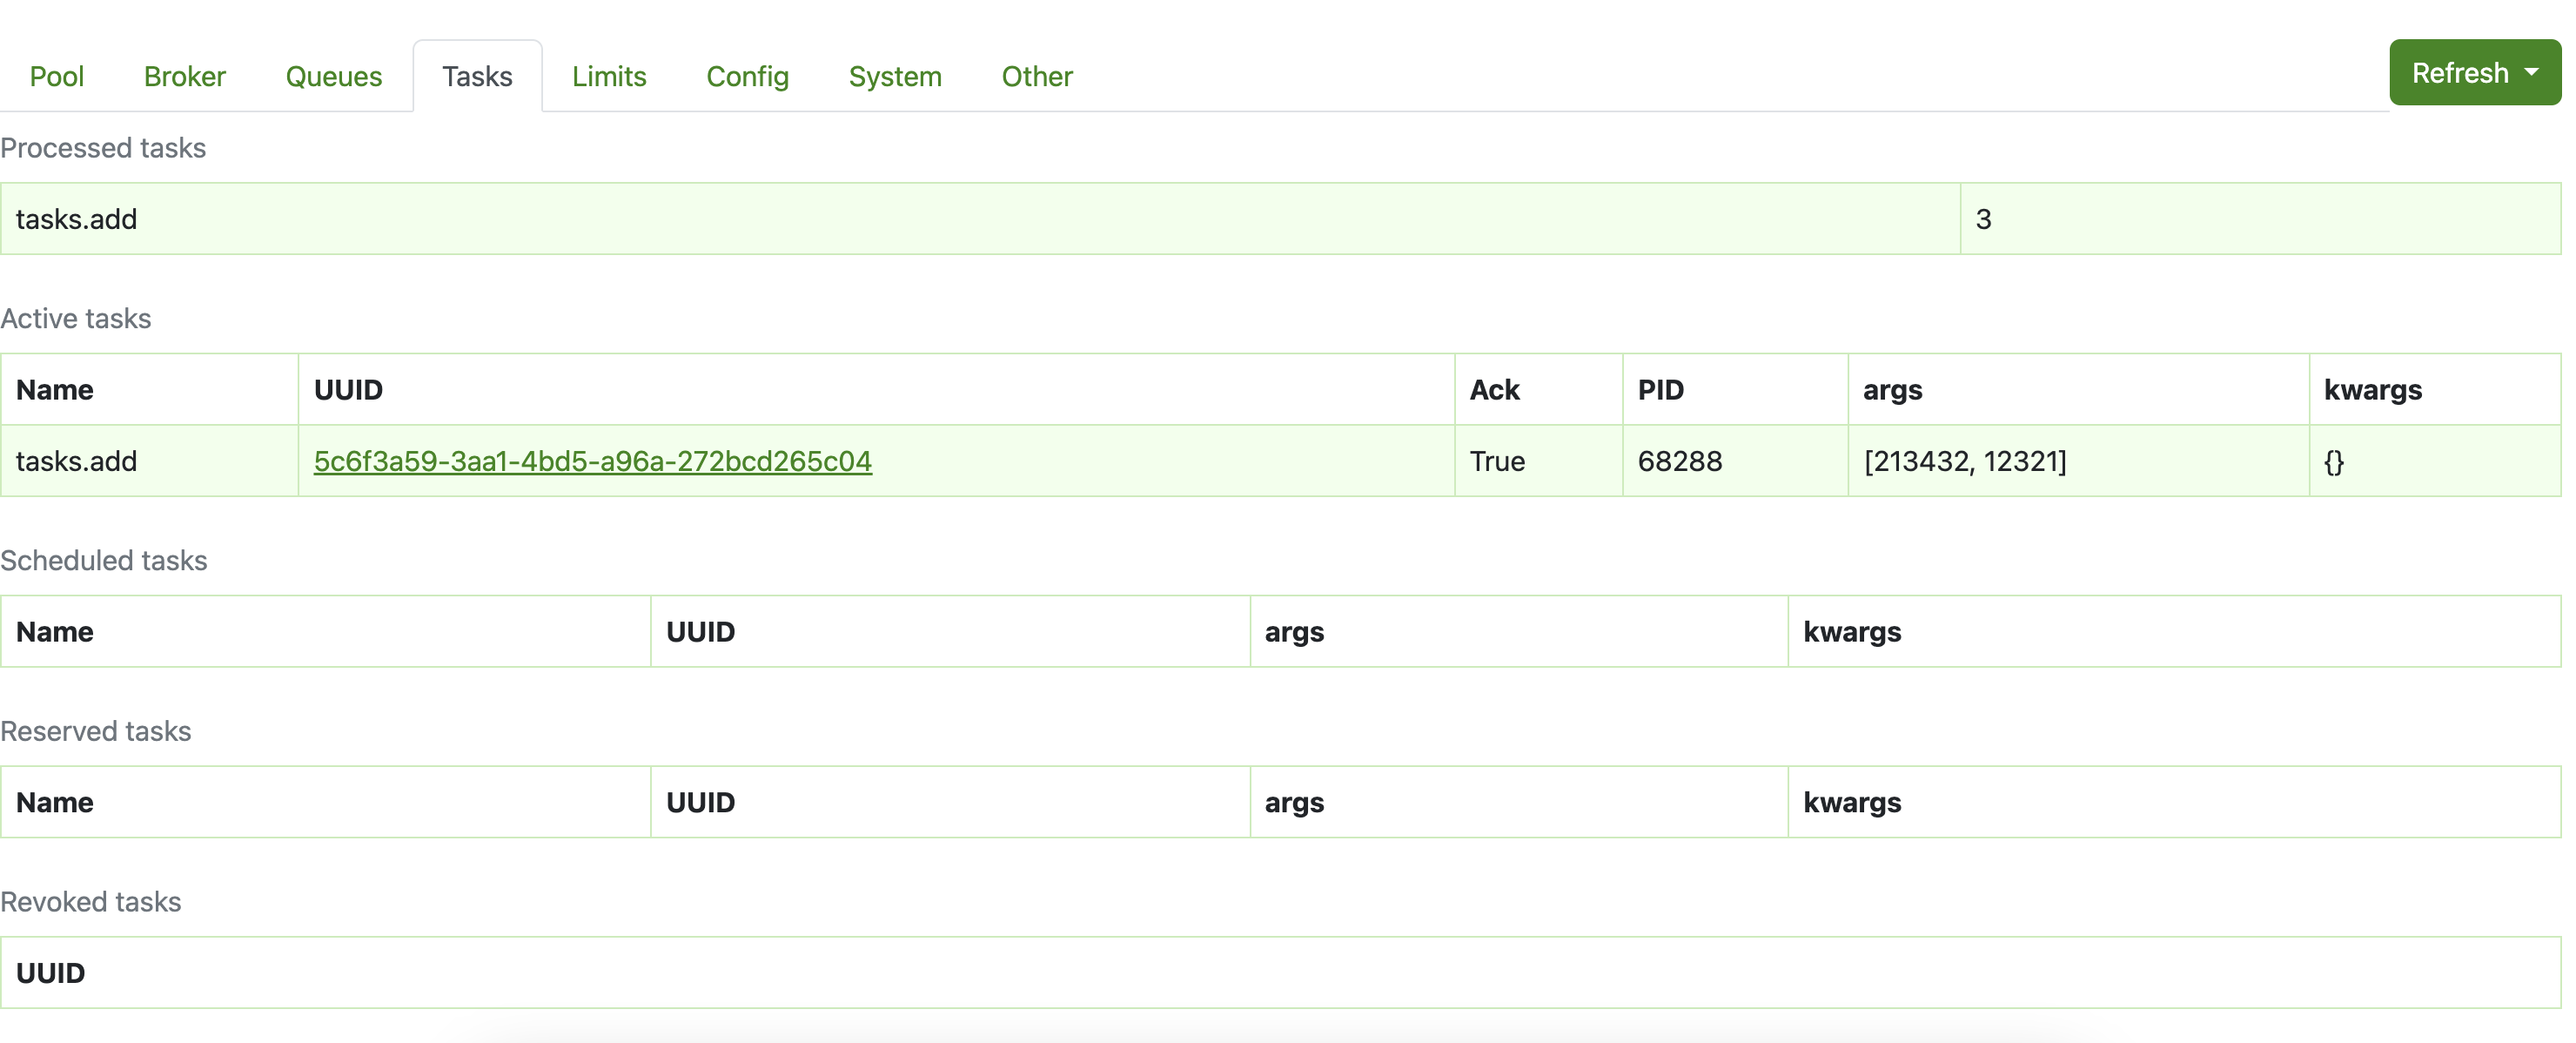 Pool Broker Queues Tasks Limits Config System Other Refresh
Processed tasks
tasks.add 3
Active tasks
Name UUID Ack PID args kwargs
tasks.add 5c6f3a59-3aa1-4bd5-a96a-272bcd265c04 True 68288 [213432, 12321] {}
Scheduled tasks
Name UUID args kwargs
Reserved tasks
Name UUID args kwargs
Revoked tasks
UUID